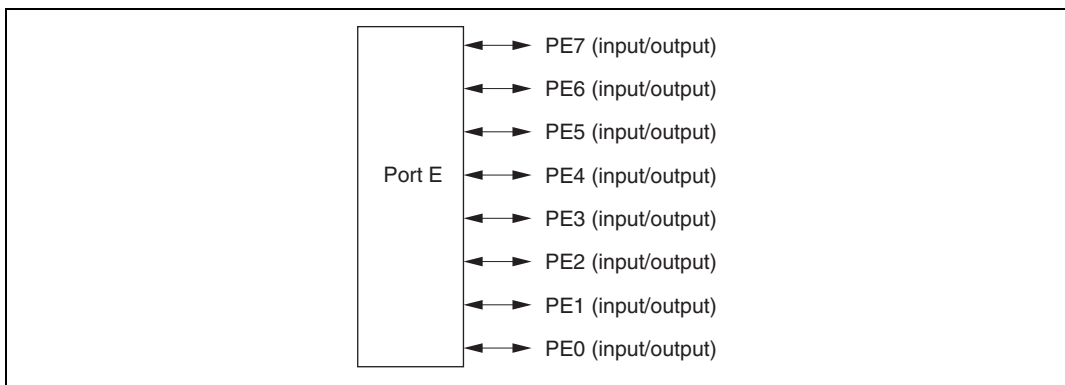 PE7 (input/output)
PE6 (input/output)
PE5 (input/output)
Port E
PE4 (input/output)
PE3 (input/output)
PE2 (input/output)
PE1 (input/output)
PE0 (input/output)